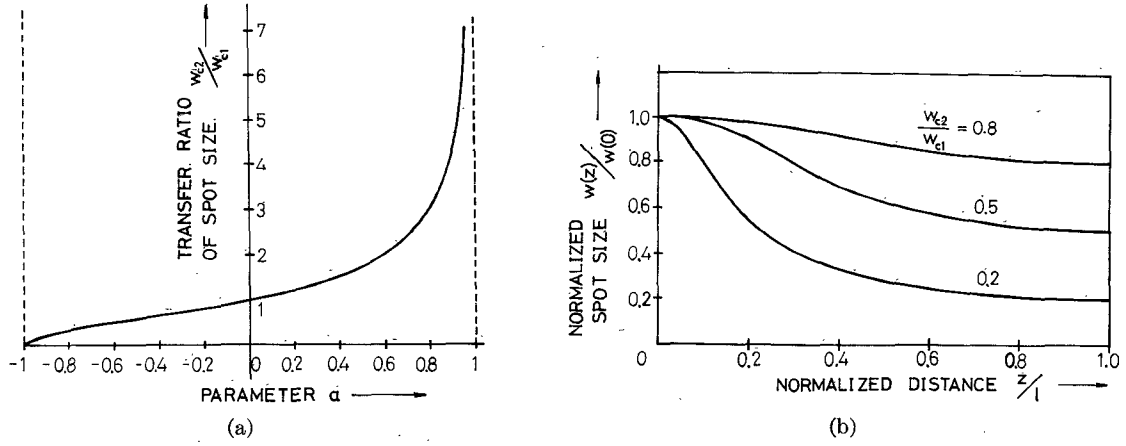 7
6
5
4
3
2
1
TRANSFER RATIO
OF SPOT SIZE.
Wc2/Wc1
-1 -0.8 -0.6 -0.4 -0.2 0 0.2 0.4 0.6 0.8 1
PARAMETER a
(a)
1.0
0.8
0.6
0.4
0.2
NORMALIZED
SPOT SIZE w(z)/w(0)
Wc2/Wc1 = 0.8
0.5
0.2
0 0.2 0.4 0.6 0.8 1.0
NORMALIZED DISTANCE z/l
(b)